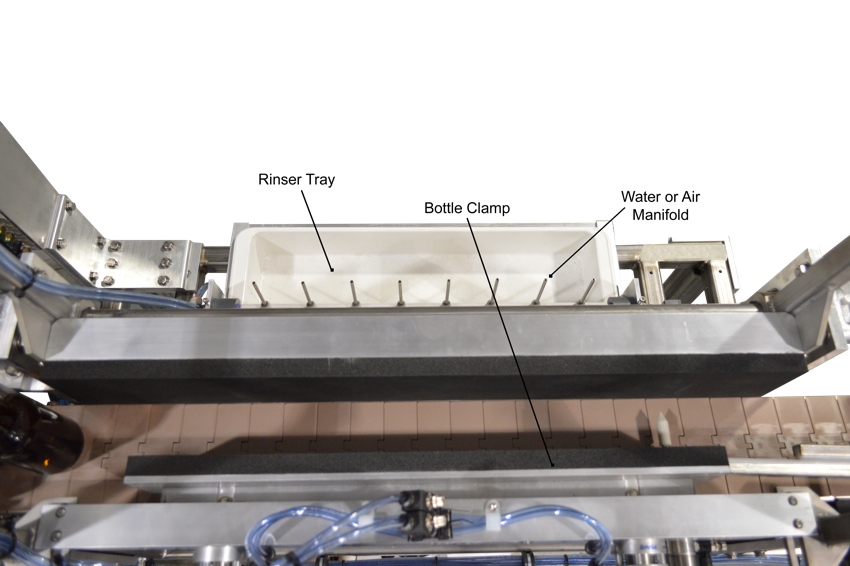 Rinser Tray
Bottle Clamp
Water or Air
Manifold